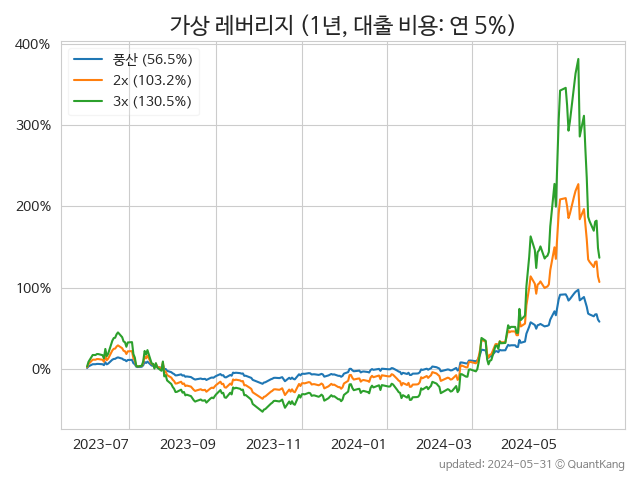 가상 레버리지 (1년, 대출 비용: 연 5%)
400%
풍산 (56.5%)
2x (103.2%)
3x (130.5%)
300%
200%
100%
0%
2023-07
2023-09
2023-11
2024-01
2024-03
2024-05
updated: 2024-05-31 © QuantKang